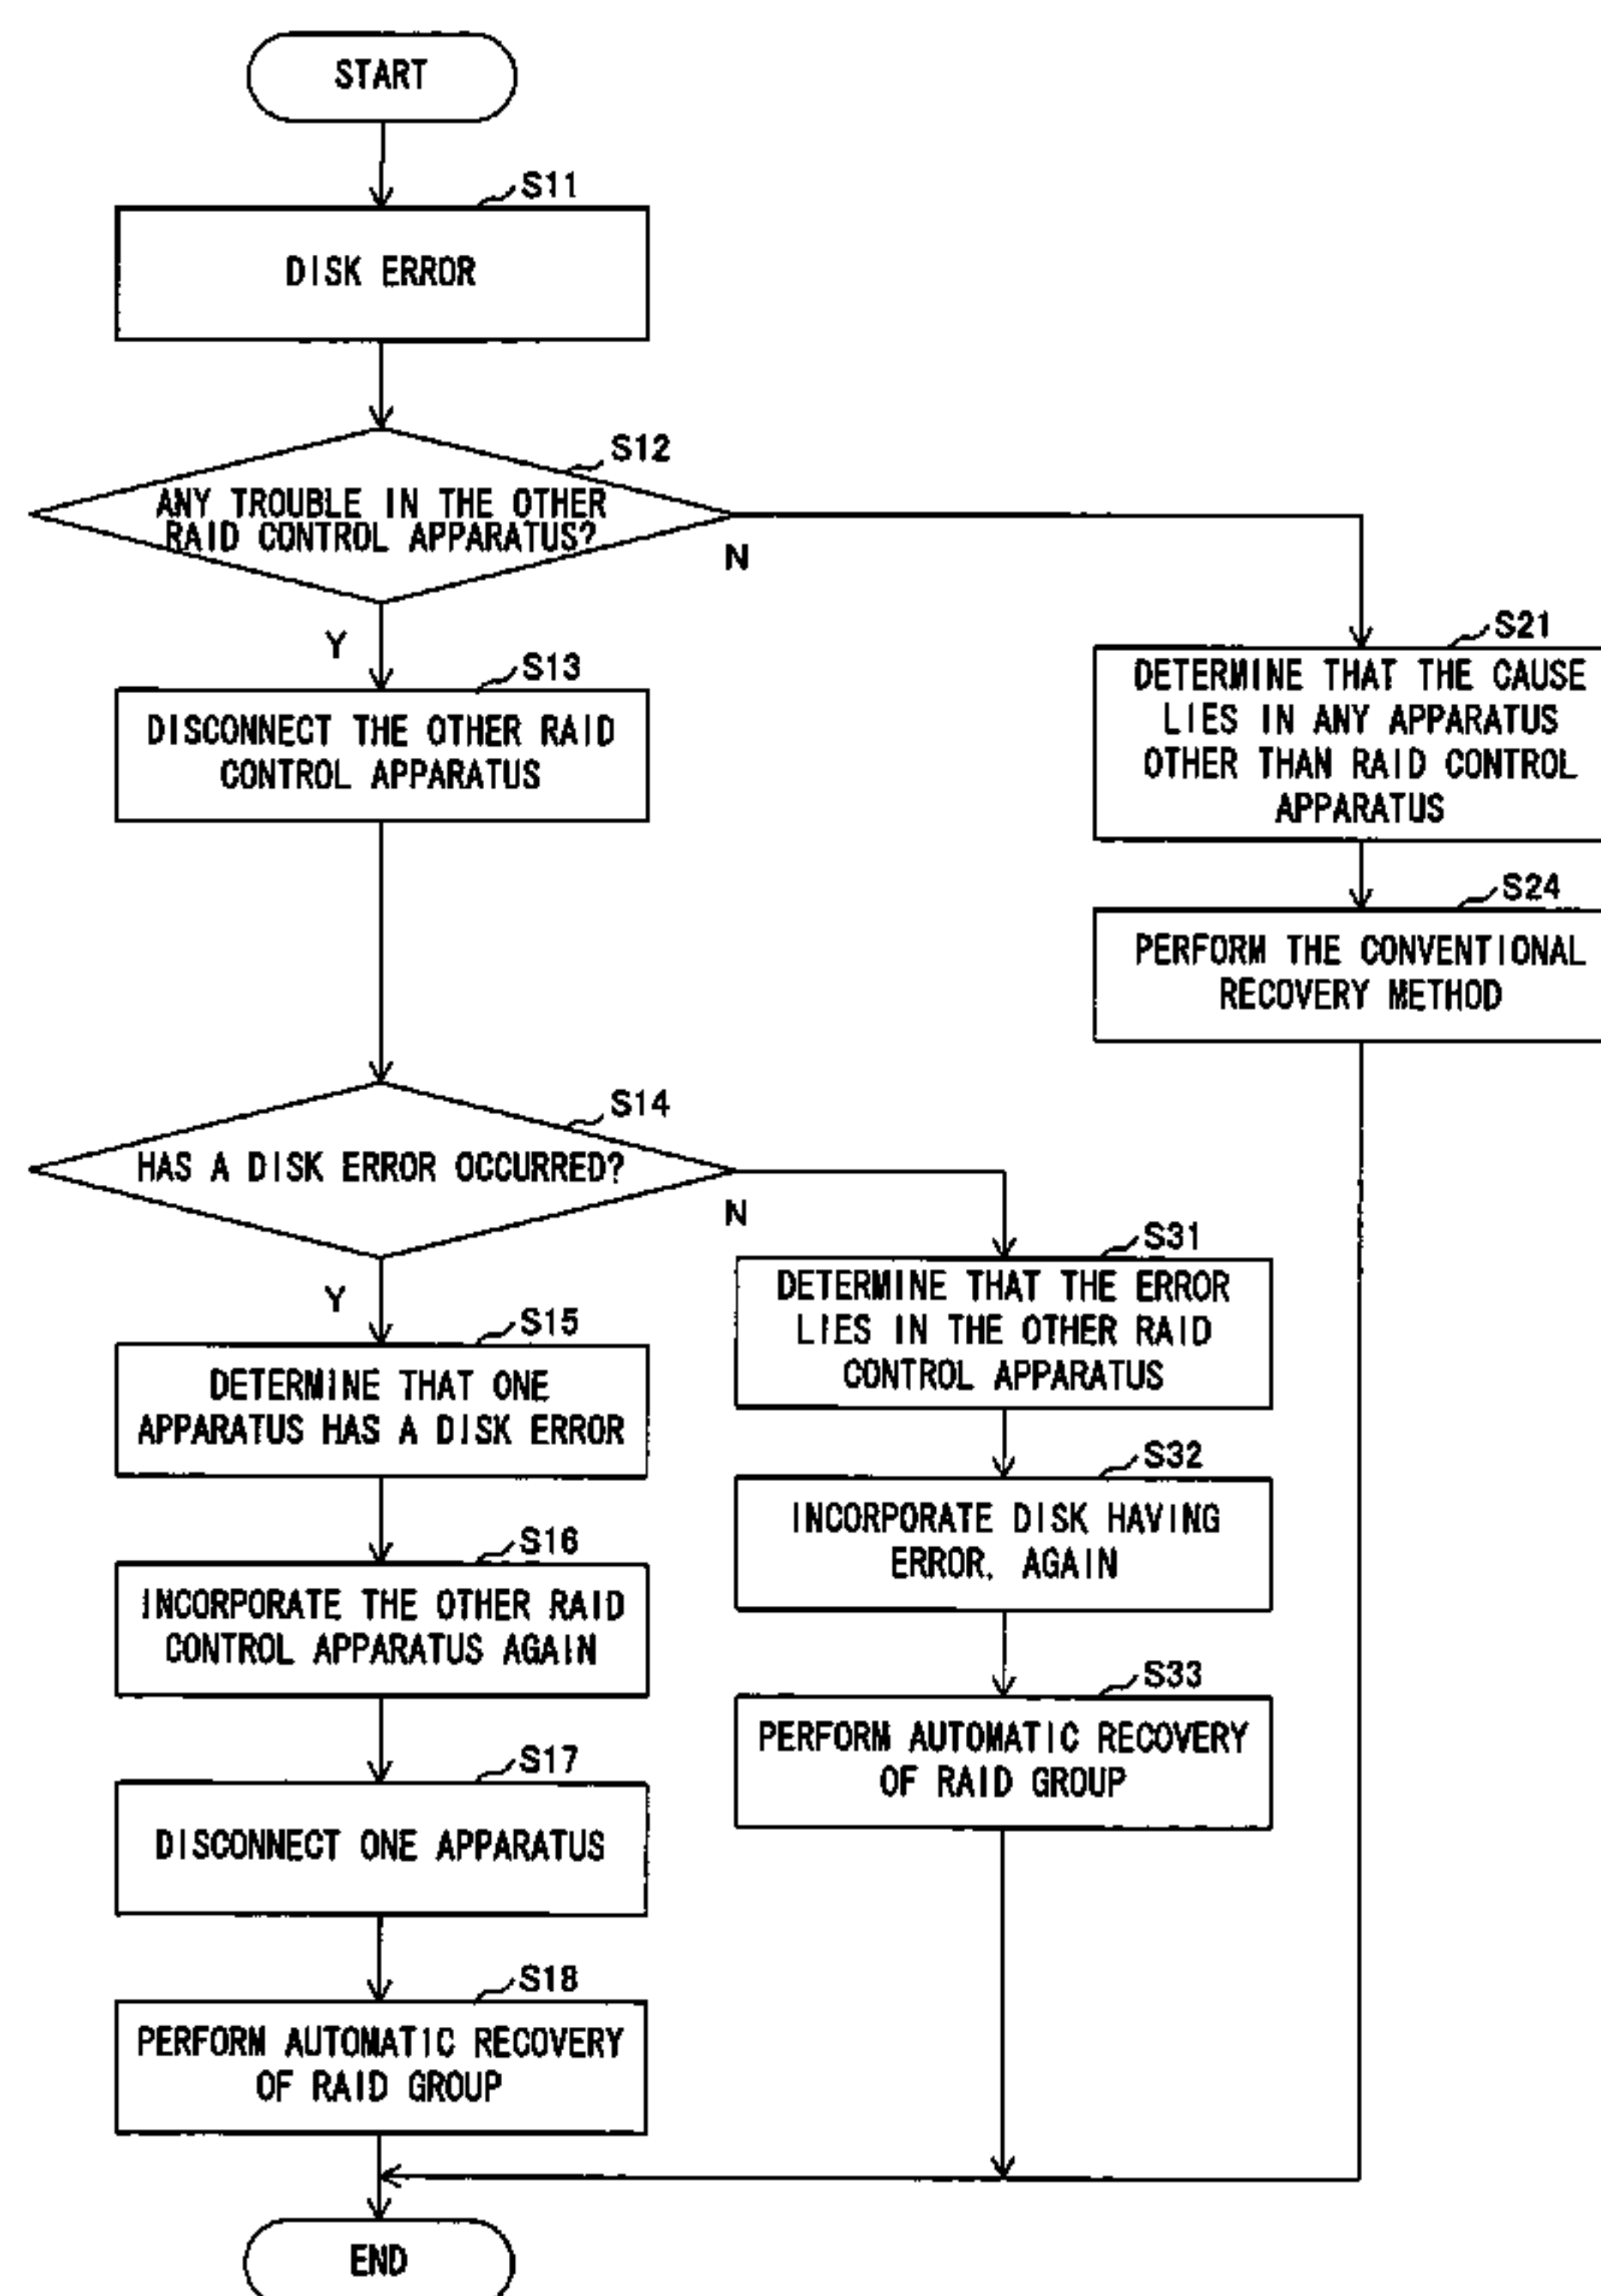 START
S11
DISK ERROR
S12
ANY TROUBLE IN THE OTHER
RAID CONTROL APPARATUS?
N
Y
S13
DISCONNECT THE OTHER RAID
CONTROL APPARATUS
S21
DETERMINE THAT THE CAUSE
LIES IN ANY APPARATUS
OTHER THAN RAID CONTROL
APPARATUS
S24
PERFORM THE CONVENTIONAL
RECOVERY METHOD
S14
HAS A DISK ERROR OCCURRED?
N
Y
S15
DETERMINE THAT ONE
APPARATUS HAS A DISK ERROR
S16
INCORPORATE THE OTHER RAID
CONTROL APPARATUS AGAIN
S17
DISCONNECT ONE APPARATUS
S18
PERFORM AUTOMATIC RECOVERY
OF RAID GROUP
S31
DETERMINE THAT THE ERROR
LIES IN THE OTHER RAID
CONTROL APPARATUS
S32
INCORPORATE DISK HAVING
ERROR, AGAIN
S33
PERFORM AUTOMATIC RECOVERY
OF RAID GROUP
END